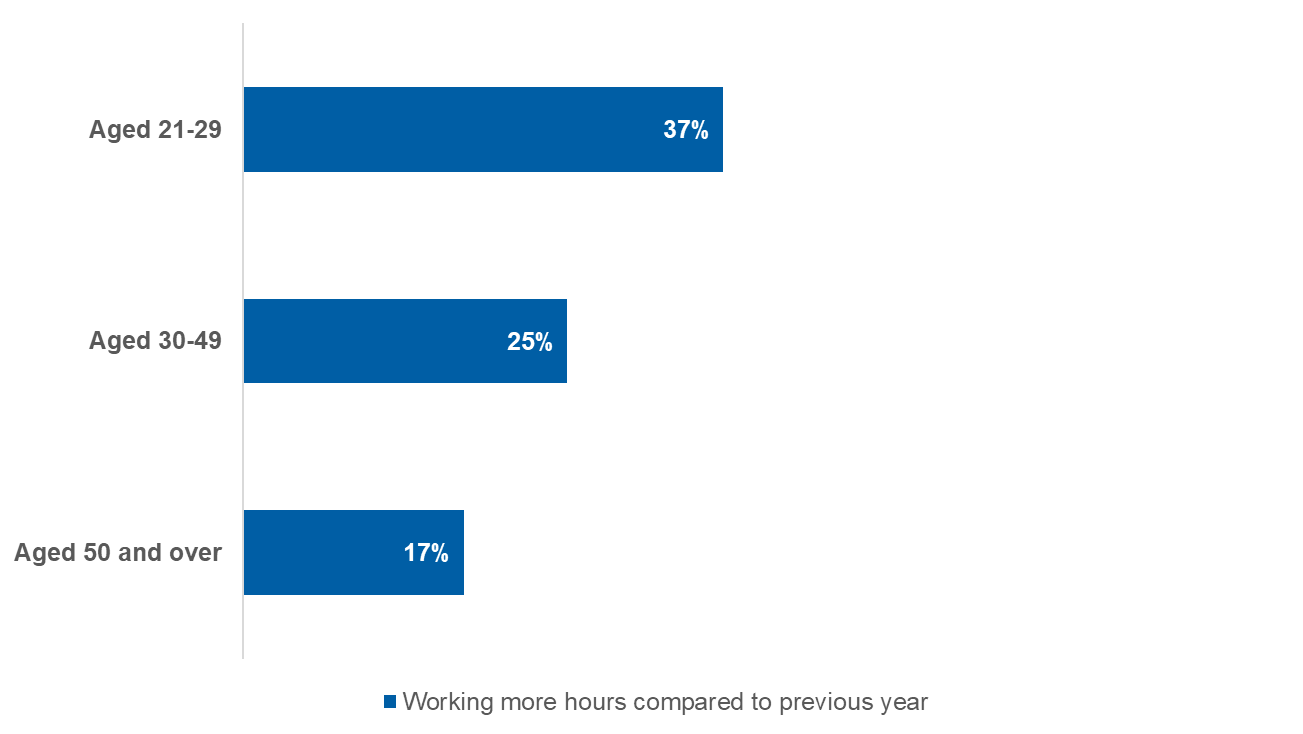 Aged 21-29
37%
Aged 30-49
25%
Aged 50 and over
17%
Working more hours compared to previous year